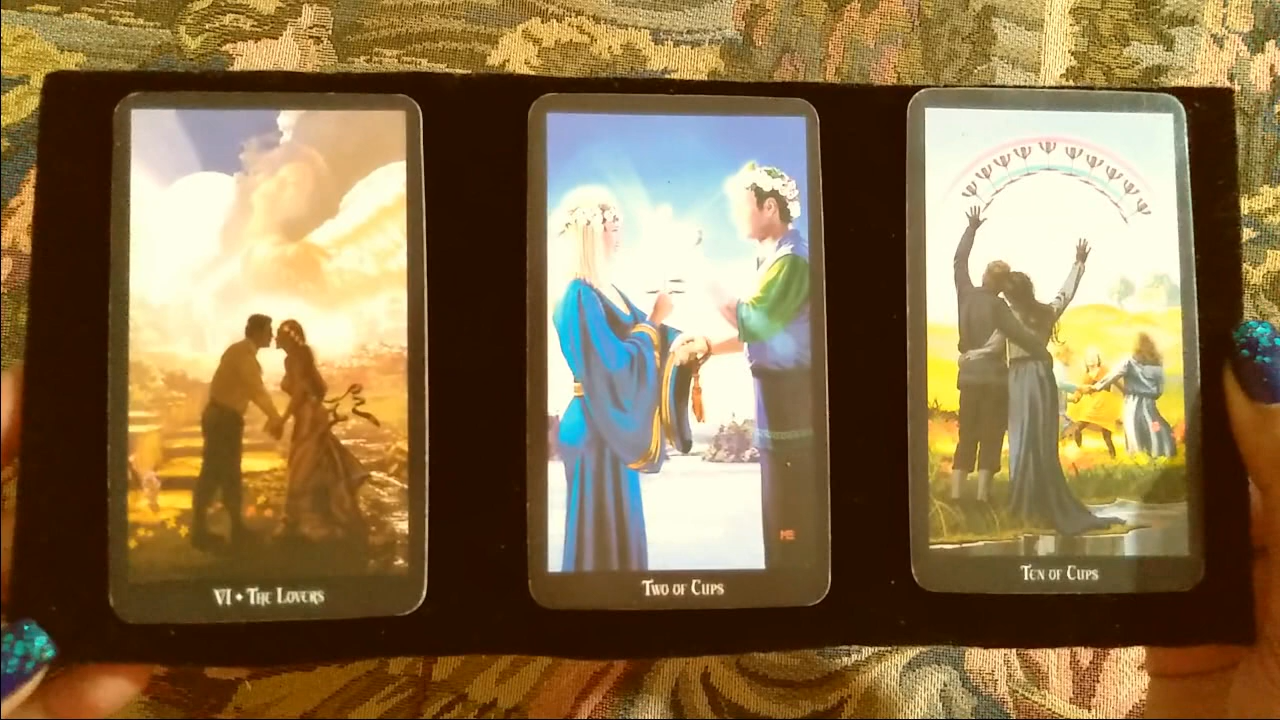 VI • The Lovers
Two of Cups
Ten of Cups